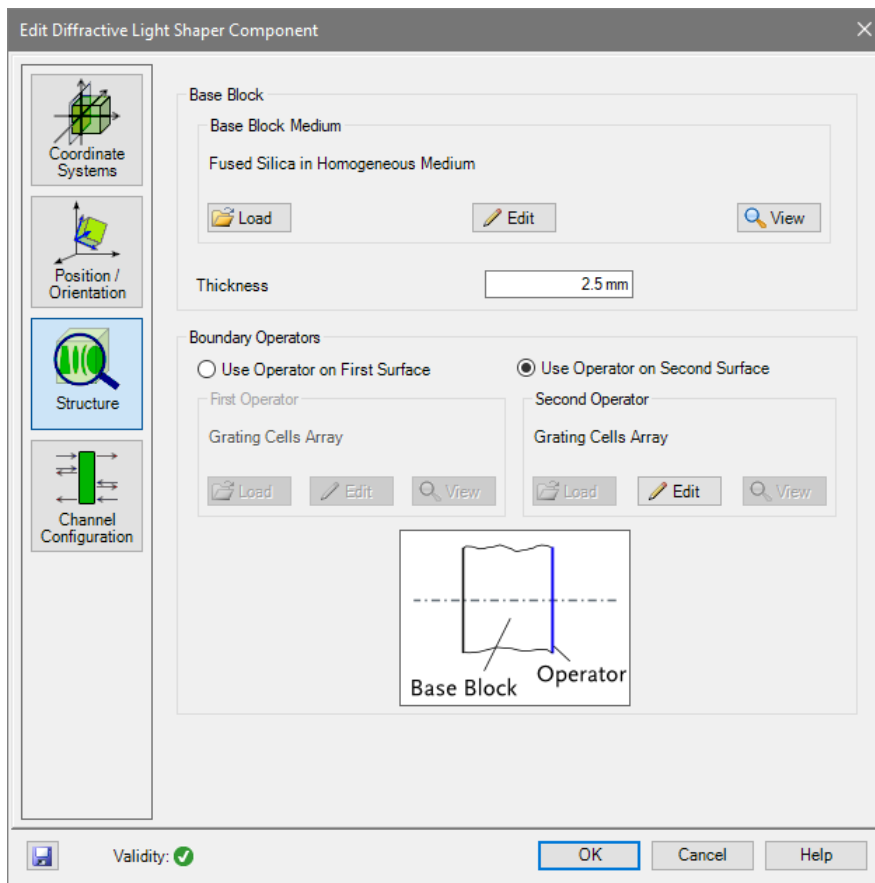 Edit Diffractive Light Shaper Component
Coordinate
Systems
Position /
Orientation
Structure
Channel
Configuration
Base Block
Base Block Medium
Fused Silica in Homogeneous Medium
Load
Edit
View
Thickness
2.5 mm
Boundary Operators
Use Operator on First Surface
Use Operator on Second Surface
First Operator
Grating Cells Array
Load
Edit
View
Second Operator
Grating Cells Array
Load
Edit
View
Base Block
Operator
Validity:
OK
Cancel
Help